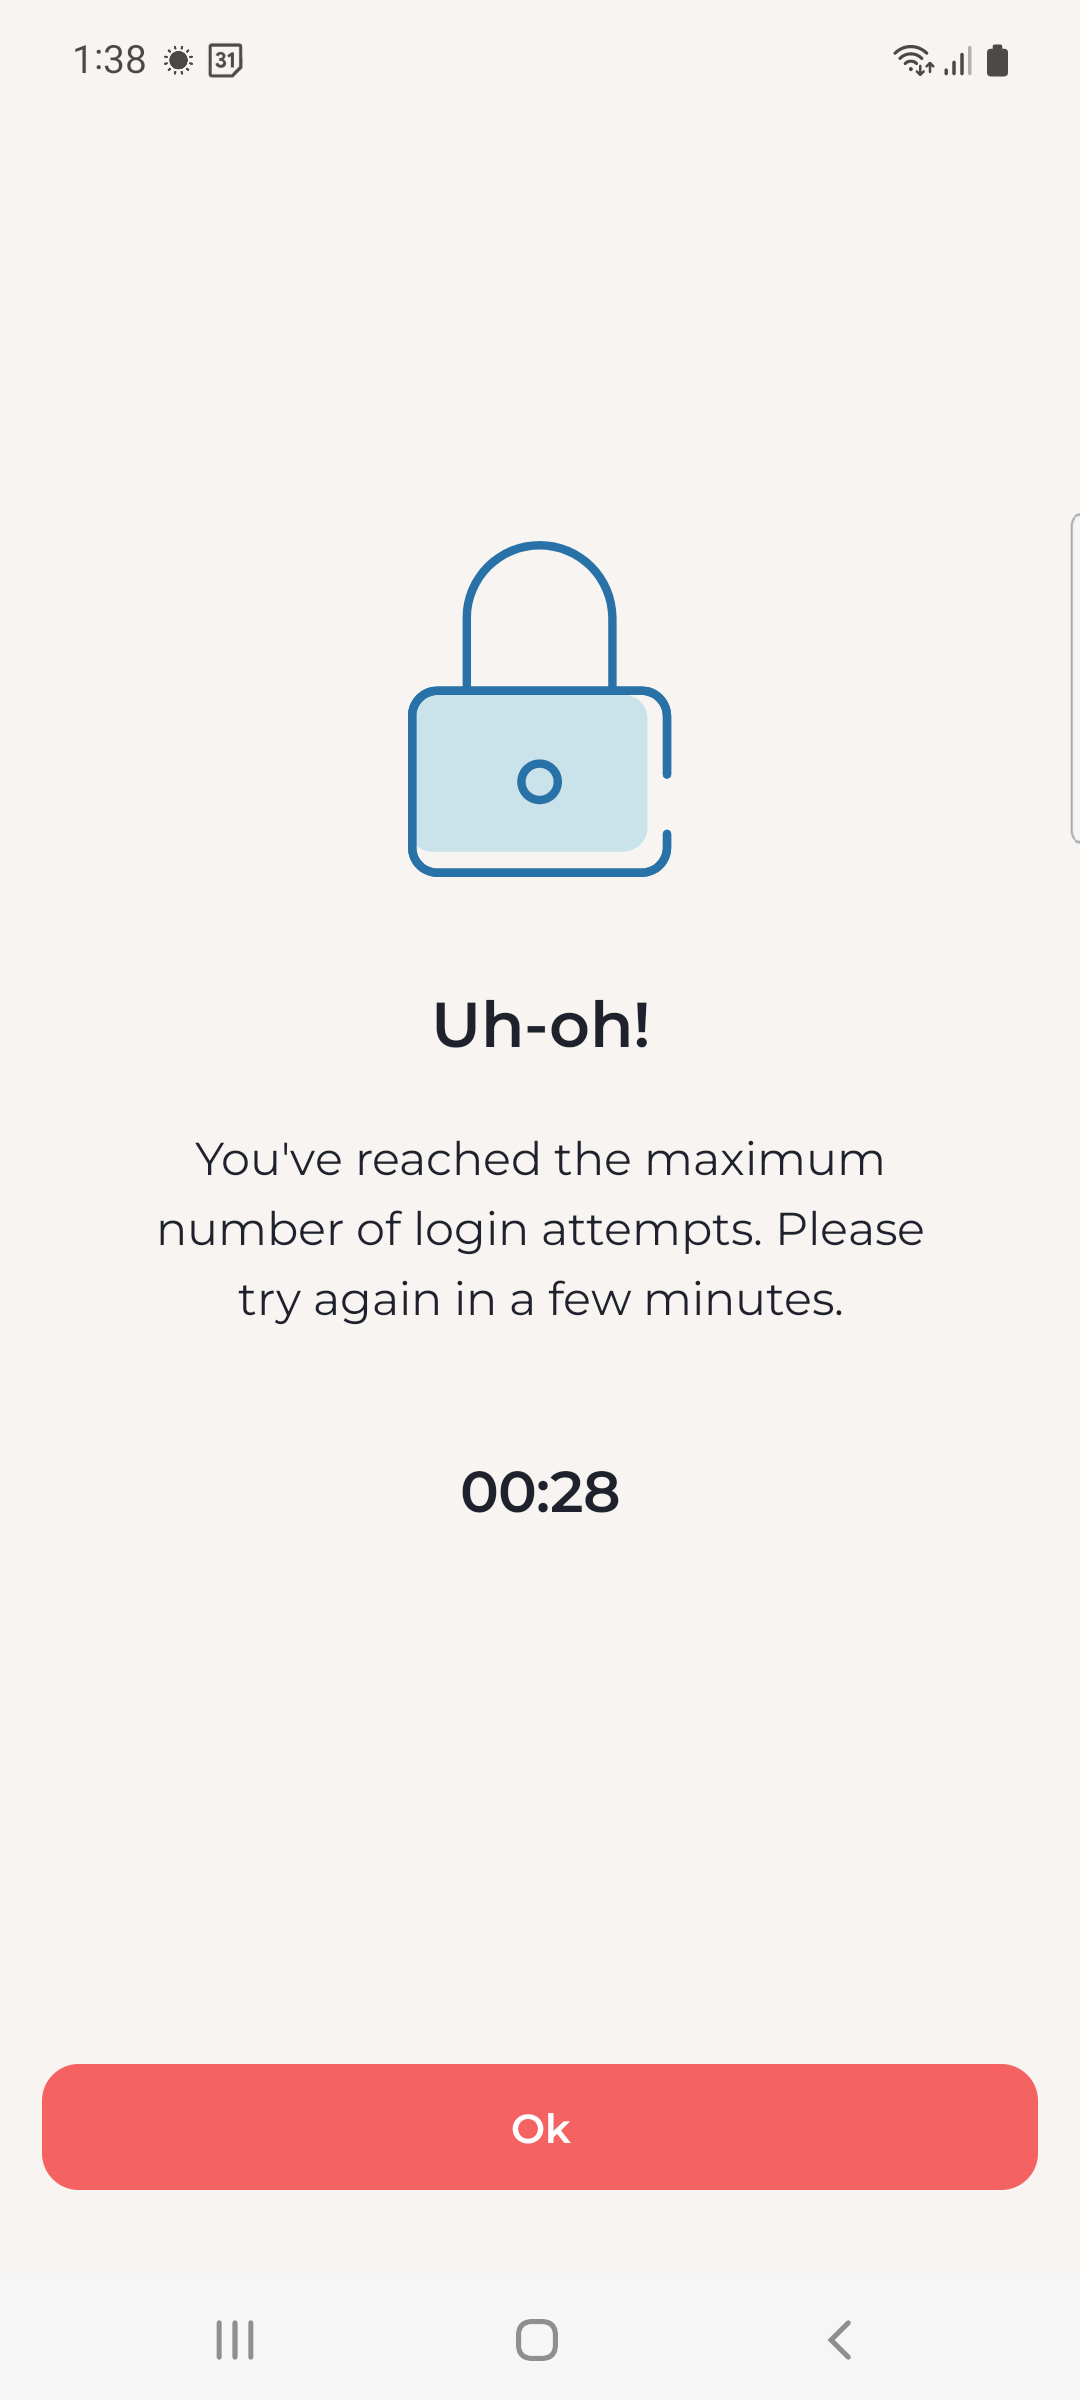 1:38 31
Uh-oh!
You've reached the maximum
number of login attempts. Please
try again in a few minutes.
00:28
Ok